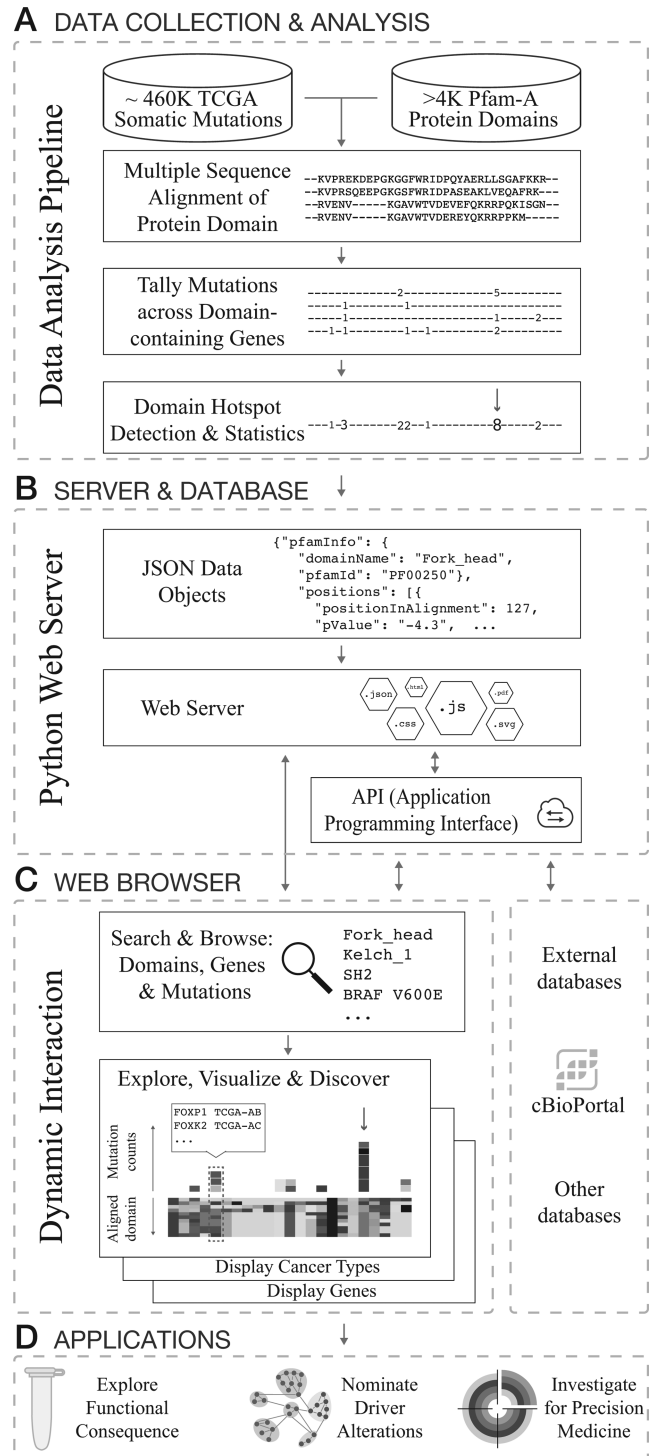 A DATA COLLECTION & ANALYSIS
Data Analysis Pipeline
~ 460K TCGA
Somatic Mutations
>4K Pfam-A
Protein Domains
Multiple Sequence
Alignment of
Protein Domain
--KVPREKDEPGKGGFWRIDPQYAERLLSGAFKKR--
--KVPRSQEEPGKGSFWRIDPASEAKLVEQAFRK---
--RVENV-----KGAVWTVDEVEFQKRRPQKISGN--
--RVENV-----KGAVWTVDEREYQKRRPPKM-----
Tally Mutations
across Domain-
containing Genes
---------------2---------------5----------
------1---------1-------------------------
------1------------------------1------2---
---1--1---------1--1-----------2----------
Domain Hotspot
Detection & Statistics
----1-3--------22--1-----------8------2---
B SERVER & DATABASE
Python Web Server
JSON Data
Objects
{"pfamInfo": {
"domainName": "Fork_head",
"pfamId": "PF00250"},
"positions": [{
"positionInAlignment": 127,
"pValue": "-4.3", ...
Web Server
.json
.html
.css
.js
.pdf
.svg
API (Application
Programming Interface)
C WEB BROWSER
Dynamic Interaction
Search & Browse:
Domains, Genes
& Mutations
Fork_head
Kelch_1
SH2
BRAF V600E
...
Explore, Visualize & Discover
FOXP1 TCGA-AB
FOXK2 TCGA-AC
...
Mutation
counts
Aligned
domain
Display Cancer Types
Display Genes
External
databases
cBioPortal
Other
databases
D APPLICATIONS
Explore
Functional
Consequence
Nominate
Driver
Alterations
Investigate
for Precision
Medicine